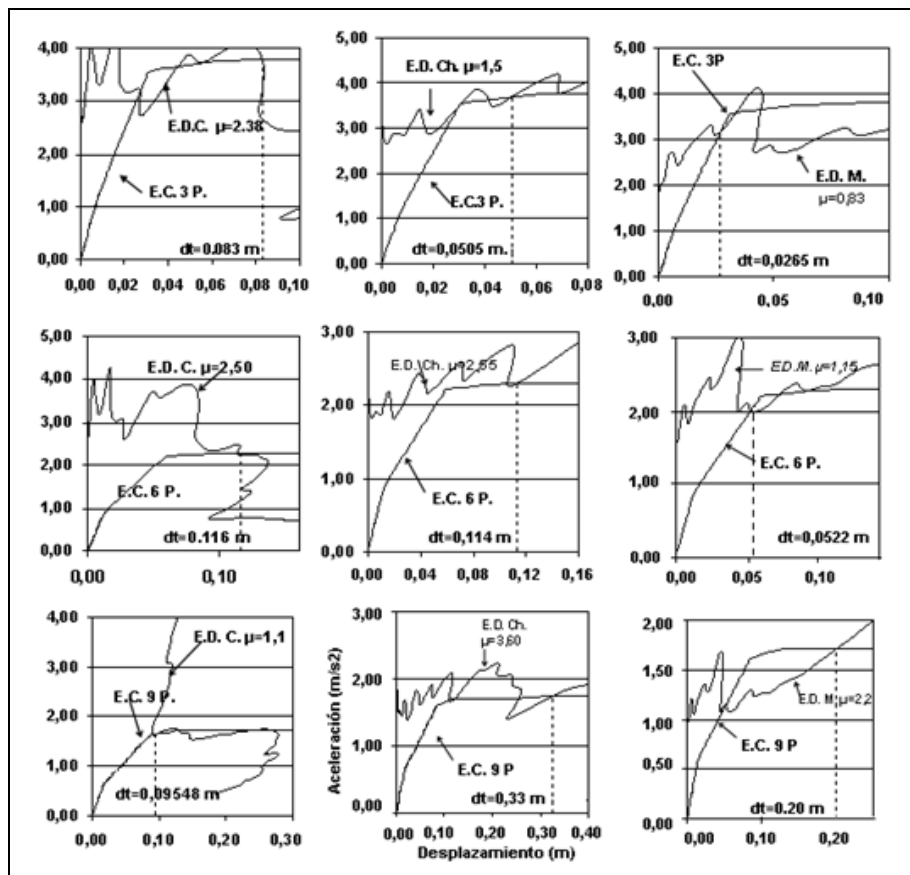 4,00
3,00
2,00
1,00
0,00
0,00 0,02 0,04 0,06 0,08 0,10
E.D.C. μ=2.38
E.C. 3 P.
dt=0.083 m
5,00
4,00
3,00
2,00
1,00
0,00
0,00 0,02 0,04 0,06 0,08
E.D. Ch. μ=1,5
E.C.3 P.
dt=0,0505 m.
5,00
4,00
3,00
2,00
1,00
0,00
0,00 0,05 0,10
E.C. 3P
E.D. M.
μ=0,83
dt=0,0265 m
5,00
4,00
3,00
2,00
1,00
0,00
0,00 0,10
E.D. C. μ=2,50
E.C. 6 P.
dt=0.116 m
3,00
2,00
1,00
0,00
0,00 0,04 0,08 0,12 0,16
E.D. Ch. μ=2,55
E.C. 6 P.
dt=0,114 m
3,00
2,00
1,00
0,00
0,00 0,05 0,10
E.D.M. μ=1,15
E.C. 6 P.
dt=0,0522 m
4,00
3,00
2,00
1,00
0,00
0,00 0,10 0,20 0,30
E.D. C. μ=1,1
E.C. 9 P.
dt=0,09548 m
Aceleración (m/s2)
3,00
2,00
1,00
0,00
0,00 0,10 0,20 0,30 0,40
Desplazamiento (m)
E.D. Ch.
μ=3,60
E.C. 9 P
dt=0,33 m
2,00
1,50
1,00
0,50
0,00
0,00 0,10 0,20
E.D. M. μ=2,2
E.C. 9 P
dt=0.20 m